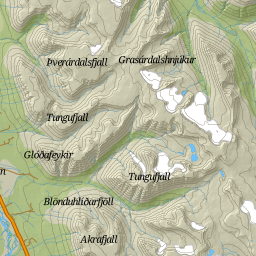 Þverárdalsfjall
Grasárdalshnjúkur
Tungufjall
Glóðafeykir
Tungufjall
Blönduhlíðarfjöll
Akrafjall